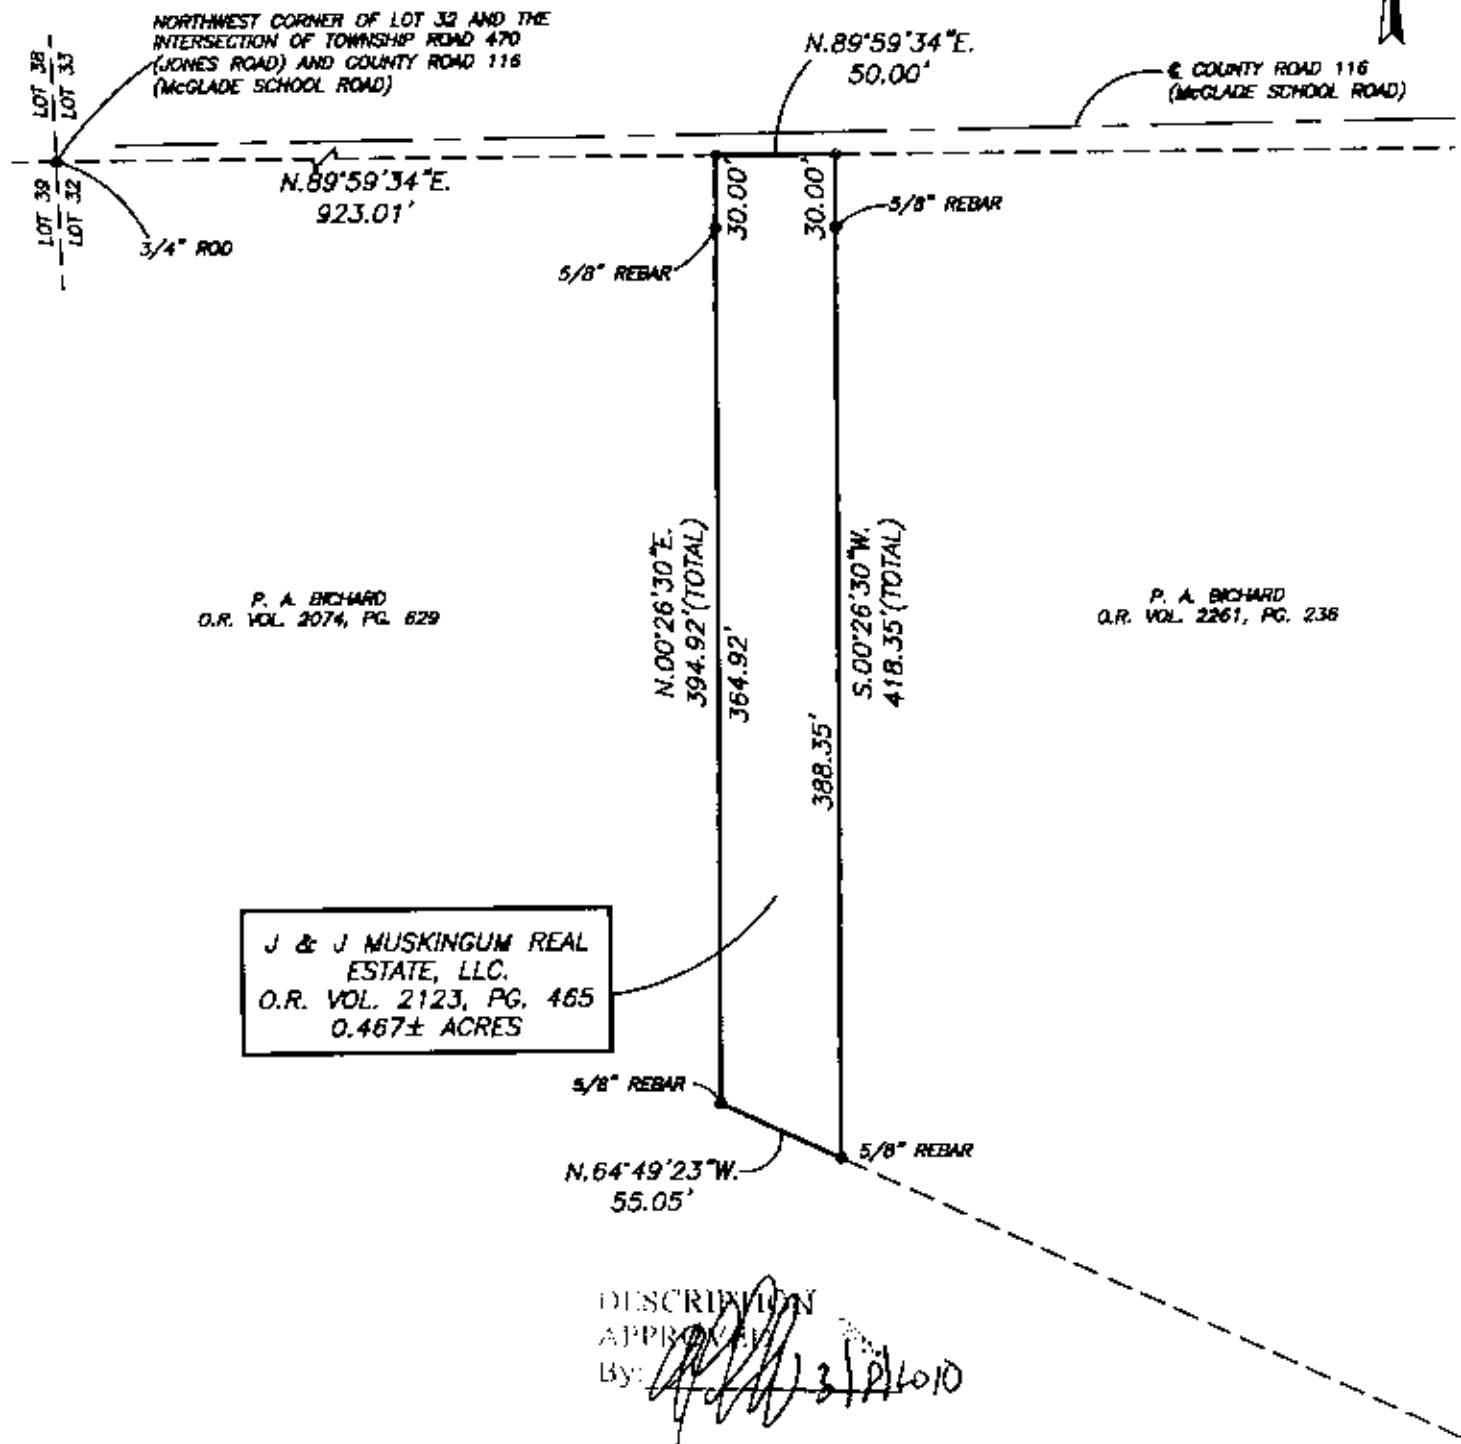 NORTHWEST CORNER OF LOT 32 AND THE
INTERSECTION OF TOWNSHIP ROAD 470
(JONES ROAD) AND COUNTY ROAD 116
(McGLADE SCHOOL ROAD)
N.89°59'34"E.
50.00'
℄ COUNTY ROAD 116
(McGLADE SCHOOL ROAD)
LOT 38
LOT 33
LOT 39
LOT 32
3/4" ROD
N.89°59'34"E.
923.01'
30.00'
30.00'
5/8" REBAR
5/8" REBAR
N.00°26'30"E.
394.92'(TOTAL)
364.92'
S.00°26'30"W.
418.35'(TOTAL)
388.35'
P. A. BICHARD
O.R. VOL. 2074, PG. 629
P. A. BICHARD
O.R. VOL. 2261, PG. 236
J & J MUSKINGUM REAL
ESTATE, LLC.
O.R. VOL. 2123, PG. 465
0.467± ACRES
5/8" REBAR
5/8" REBAR
N.64°49'23"W.
55.05'
DESCRIPTION
APPROVED
By: